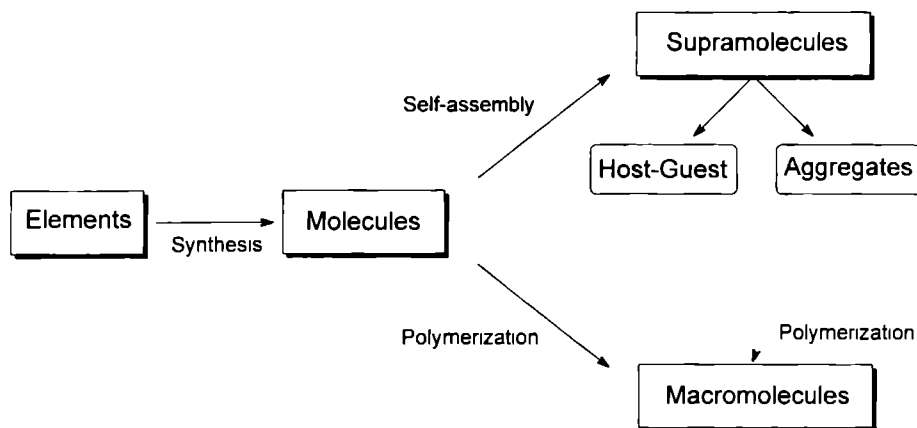 Supramolecules
Self-assembly
Host-Guest
Aggregates
Elements
Synthesis
Molecules
Polymerization
Polymerization
Macromolecules